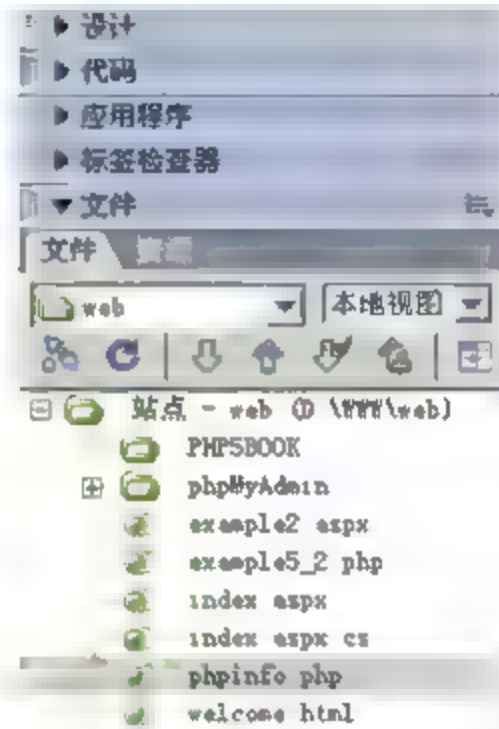 设计
代码
应用程序
标签检查器
文件
文件 资源
web 本地视图
站点 - web (D \WWW\web)
PHP5BOOK
phpMyAdmin
example2 aspx
example5_2 php
index aspx
index aspx cs
phpinfo php
welcome html